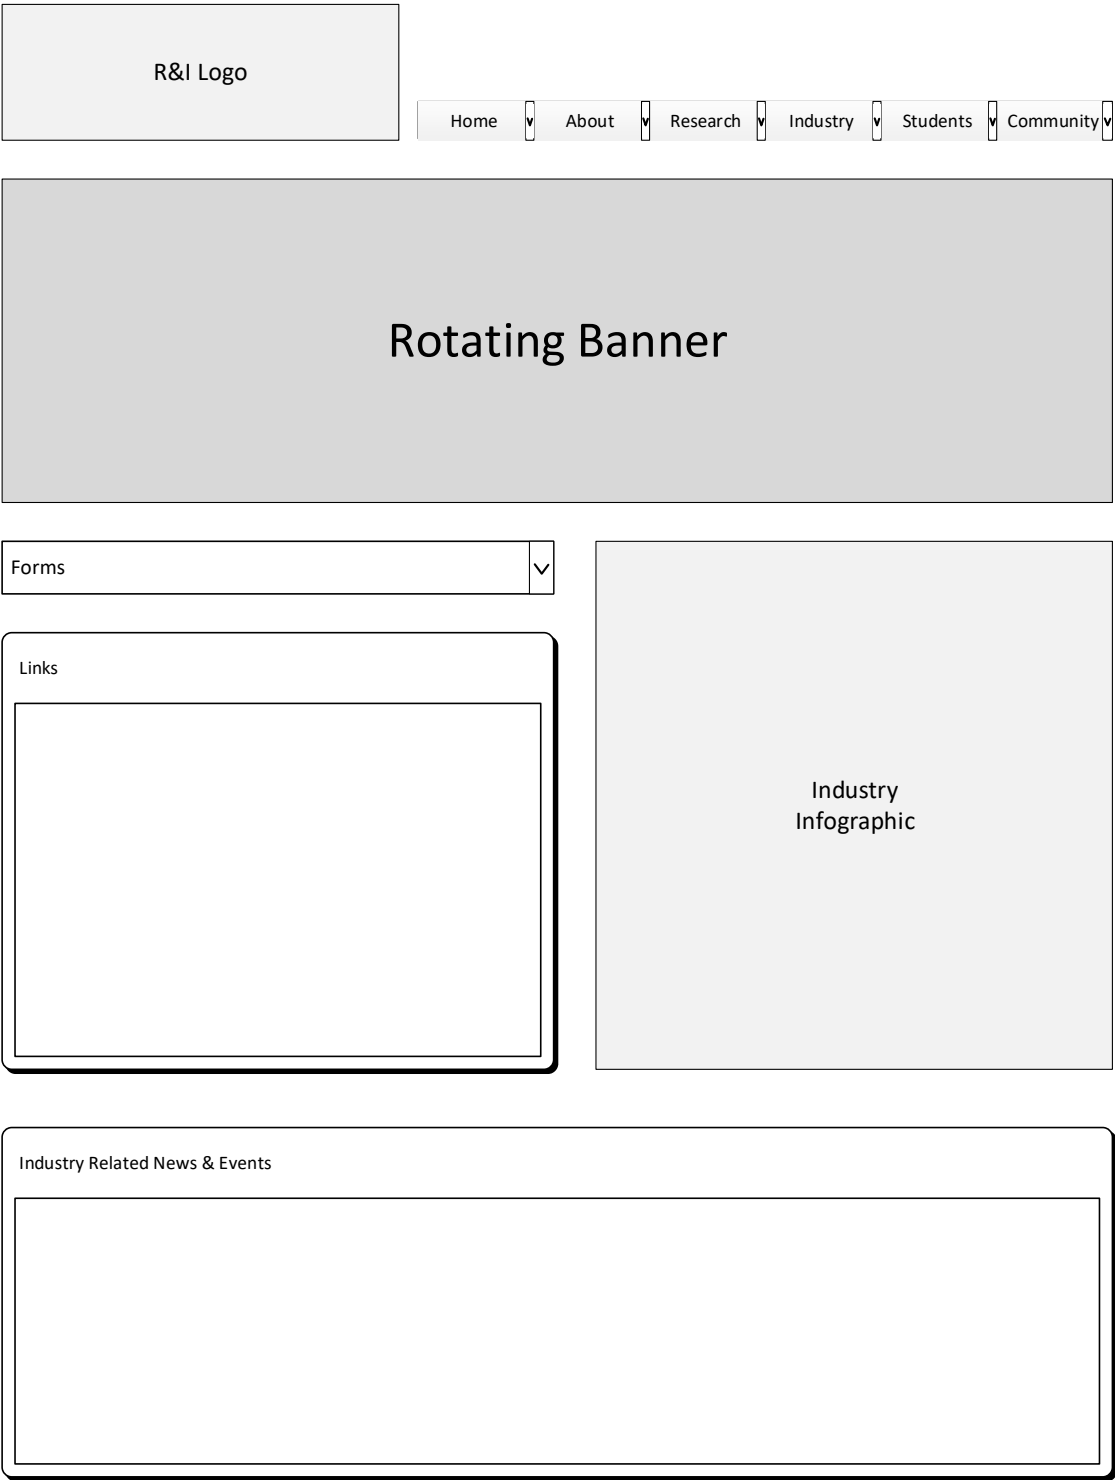 R&I Logo
Home v About v Research v Industry v Students v Community v
Rotating Banner
Forms
Links
Industry
Infographic
Industry Related News & Events